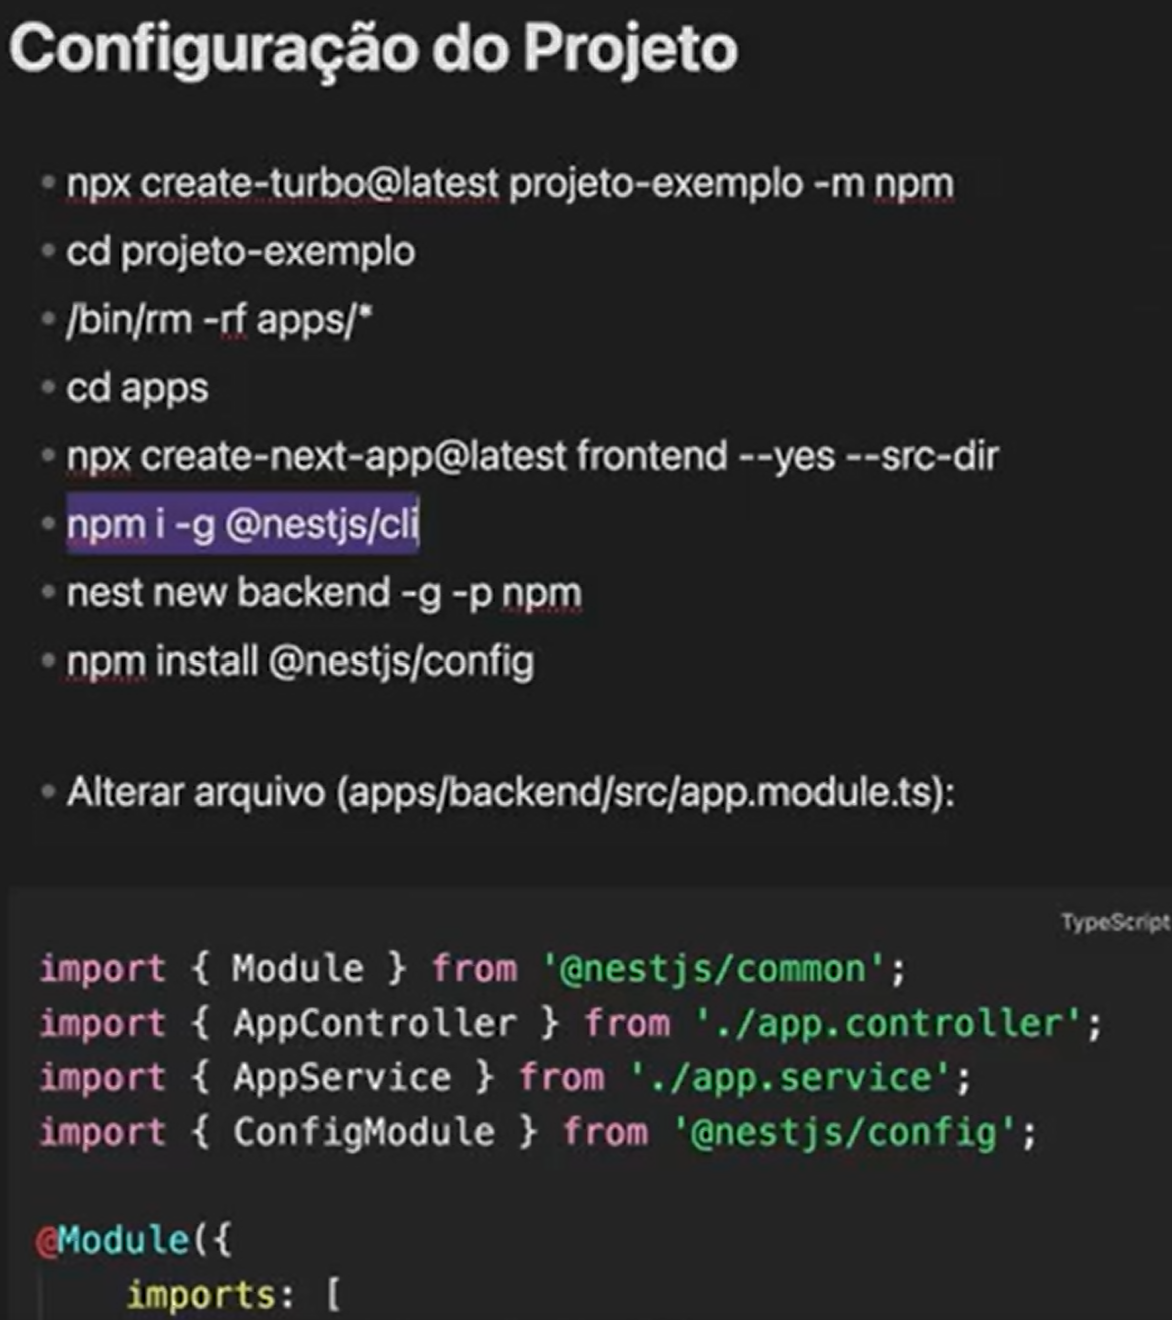 Configuração do Projeto
• npx create-turbo@latest projeto-exemplo -m npm
• cd projeto-exemplo
• /bin/rm -rf apps/*
• cd apps
• npx create-next-app@latest frontend --yes --src-dir
• npm i -g @nestjs/cli
• nest new backend -g -p npm
• npm install @nestjs/config
• Alterar arquivo (apps/backend/src/app.module.ts):
TypeScript
import { Module } from '@nestjs/common';
import { AppController } from './app.controller';
import { AppService } from './app.service';
import { ConfigModule } from '@nestjs/config';
@Module({
imports: [